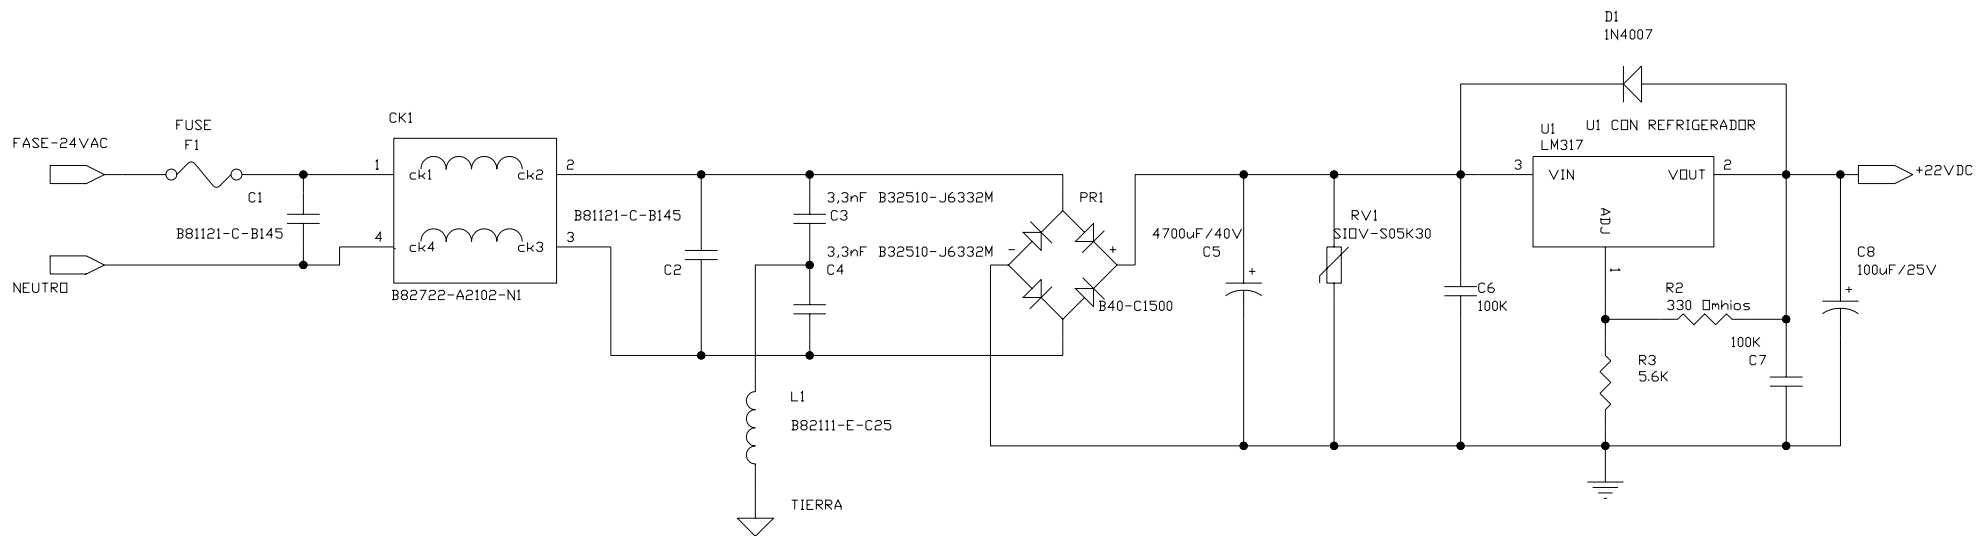 D1
1N4007
CK1
FUSE
F1
FASE-24VAC
U1
U1 CON REFRIGERADOR
LM317
1
ck1
ck2
2
3
VIN
VOUT
2
+22VDC
C1
3,3nF B32510-J6332M
C3
PR1
B81121-C-B145
B81121-C-B145
RV1
SIOV-S05K30
ADJ
4
ck4
ck3
3
4700uF/40V
C5
3,3nF B32510-J6332M
C4
-
+
C2
C8
100uF/25V
1
+
+
NEUTRO
B82722-A2102-N1
B40-C1500
C6
100K
R2
330 Omhios
100K
C7
R3
5.6K
L1
B82111-E-C25
TIERRA